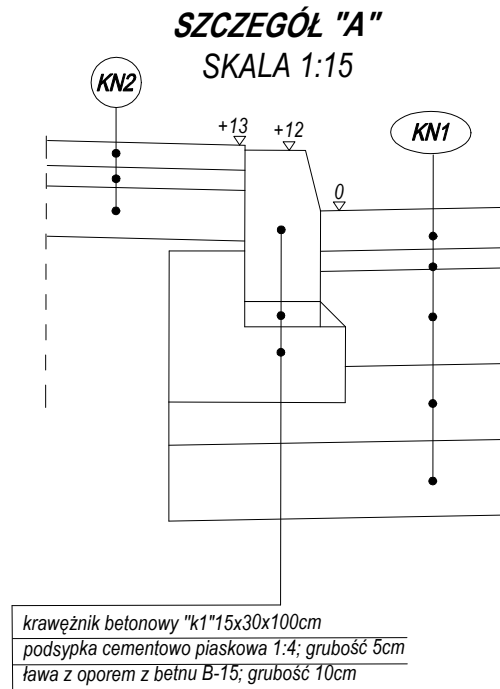 SZCZEGÓŁ "A"
SKALA 1:15
KN2
+13
+12
KN1
0
krawężnik betonowy "k1"15x30x100cm
podsypka cementowo piaskowa 1:4; grubość 5cm
ława z oporem z betnu B-15; grubość 10cm